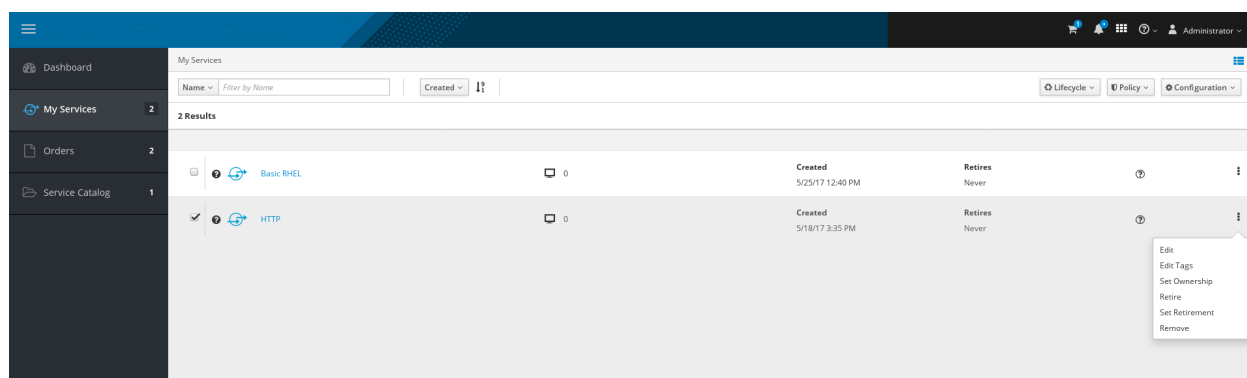 1
Administrator
Dashboard
My Services 2
Orders 2
Service Catalog 1
My Services
Name Filter by Name Created Lifecycle Policy Configuration
2 Results
Basic RHEL 0 Created 5/25/17 12:40 PM Retires Never
HTTP 0 Created 5/18/17 3:35 PM Retires Never
Edit
Edit Tags
Set Ownership
Retire
Set Retirement
Remove